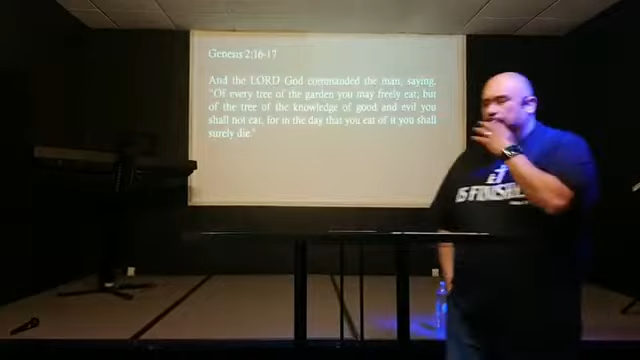 Genesis 2:16-17
And the LORD God commanded the man, saying,
"Of every tree of the garden you may freely eat; but
of the tree of the knowledge of good and evil you
shall not eat, for in the day that you eat of it you shall
surely die."
IS FINISHED